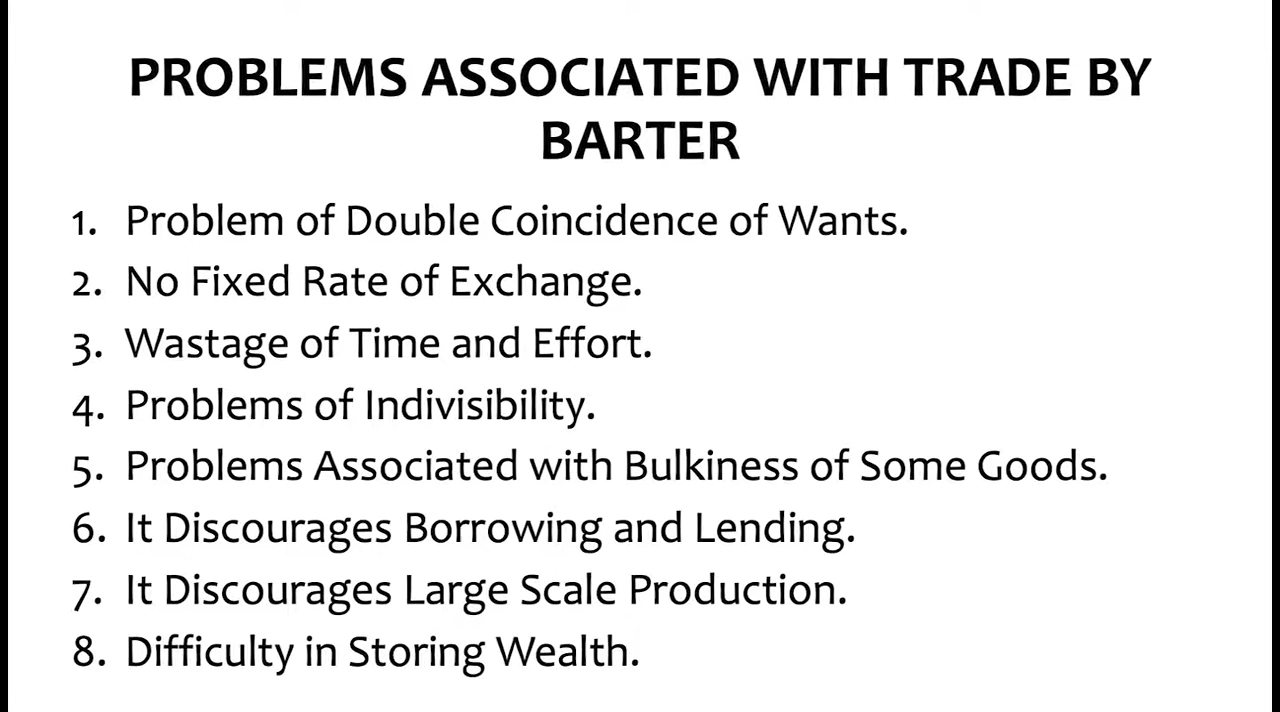 PROBLEMS ASSOCIATED WITH TRADE BY
BARTER
1. Problem of Double Coincidence of Wants.
2. No Fixed Rate of Exchange.
3. Wastage of Time and Effort.
4. Problems of Indivisibility.
5. Problems Associated with Bulkiness of Some Goods.
6. It Discourages Borrowing and Lending.
7. It Discourages Large Scale Production.
8. Difficulty in Storing Wealth.